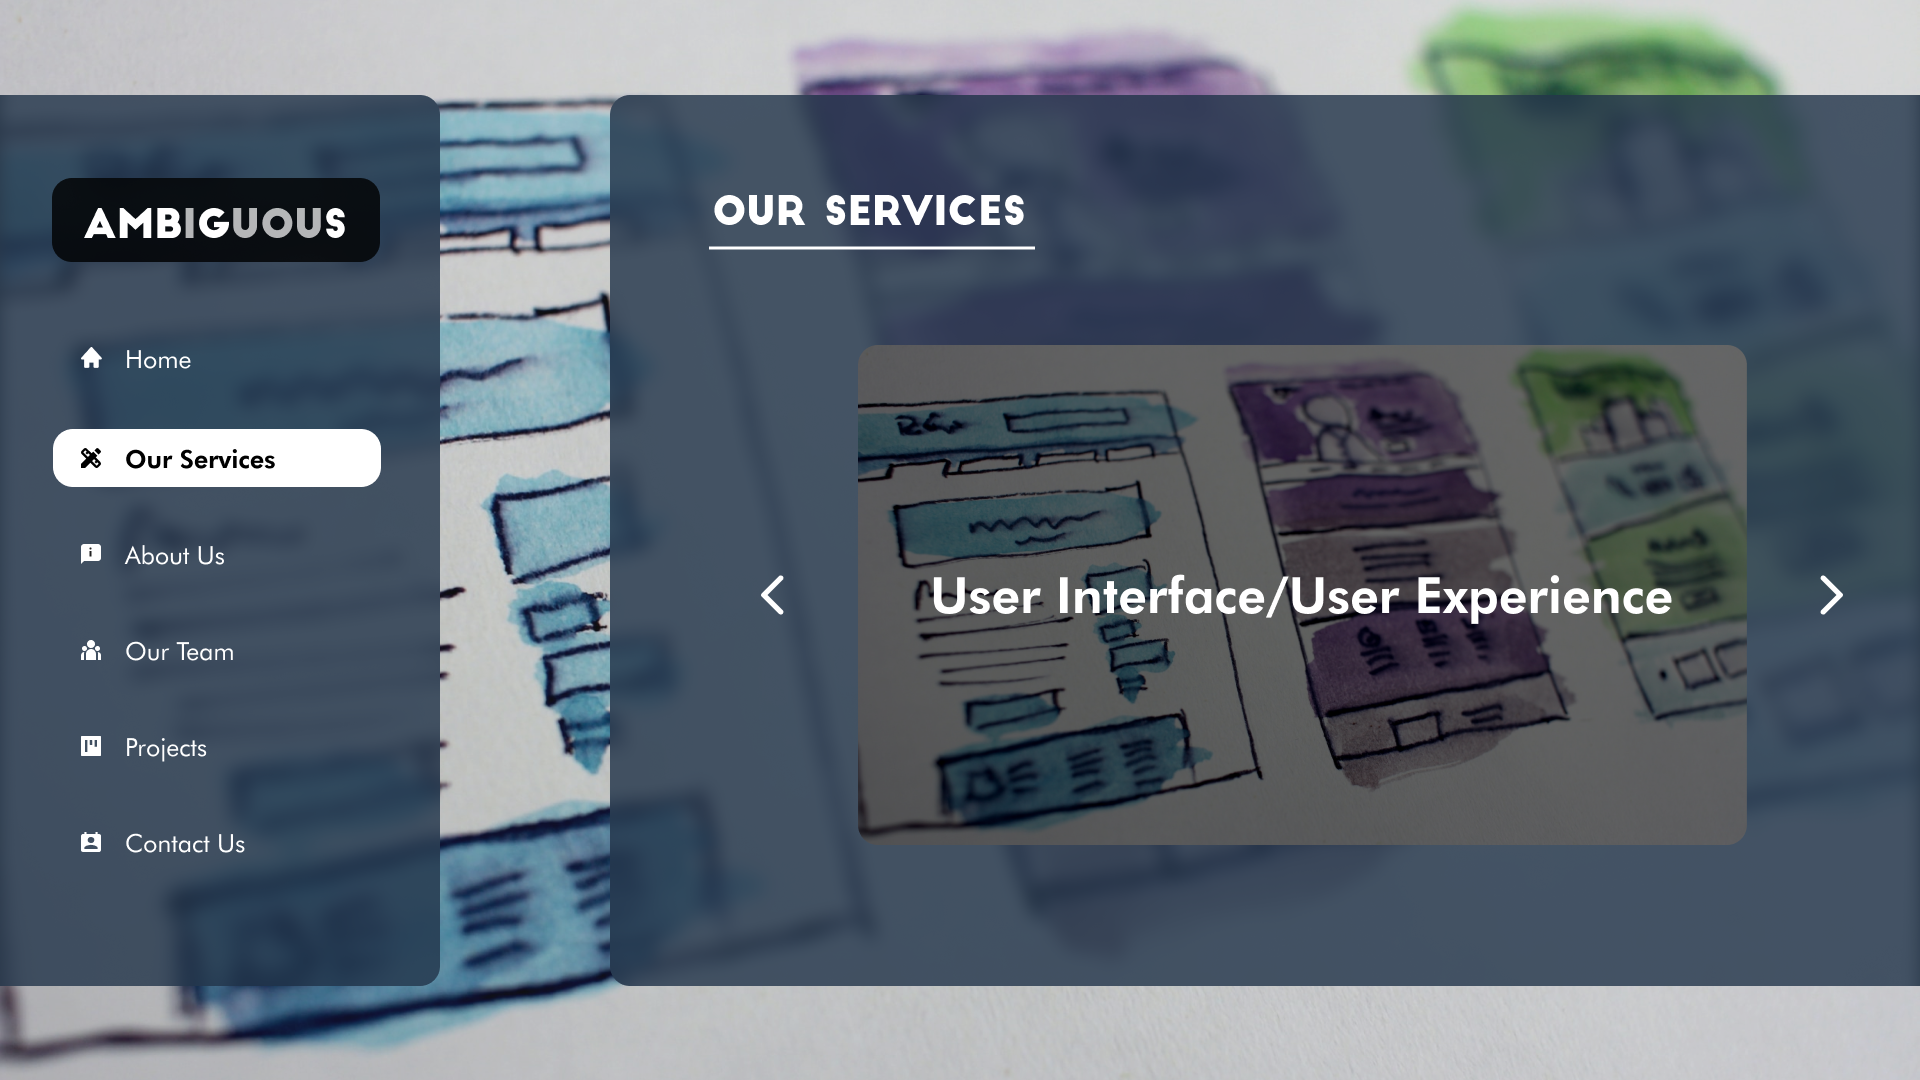 AMBIGUOUS
Home
Our Services
About Us
Our Team
Projects
Contact Us
OUR SERVICES
User Interface/User Experience